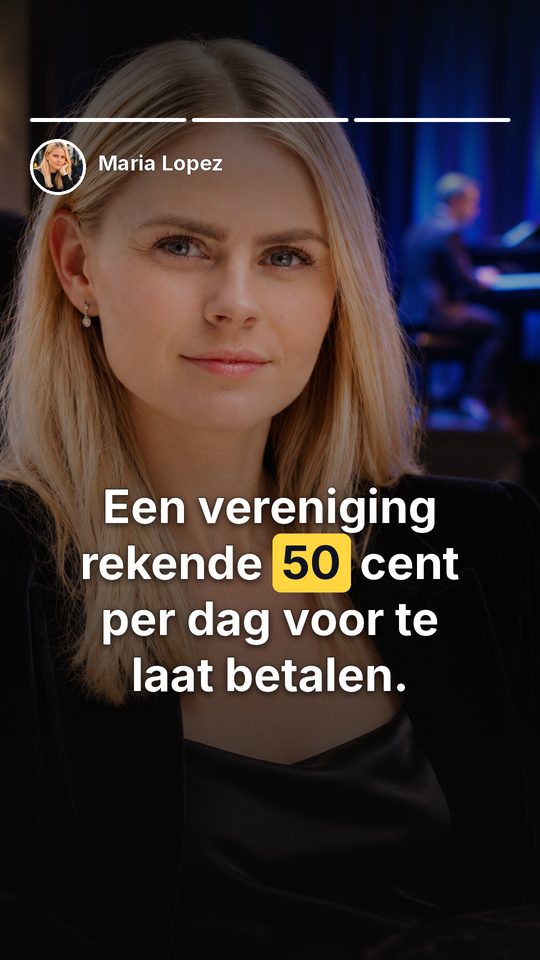 Maria Lopez
Een vereniging
rekende 50 cent
per dag voor te
laat betalen.